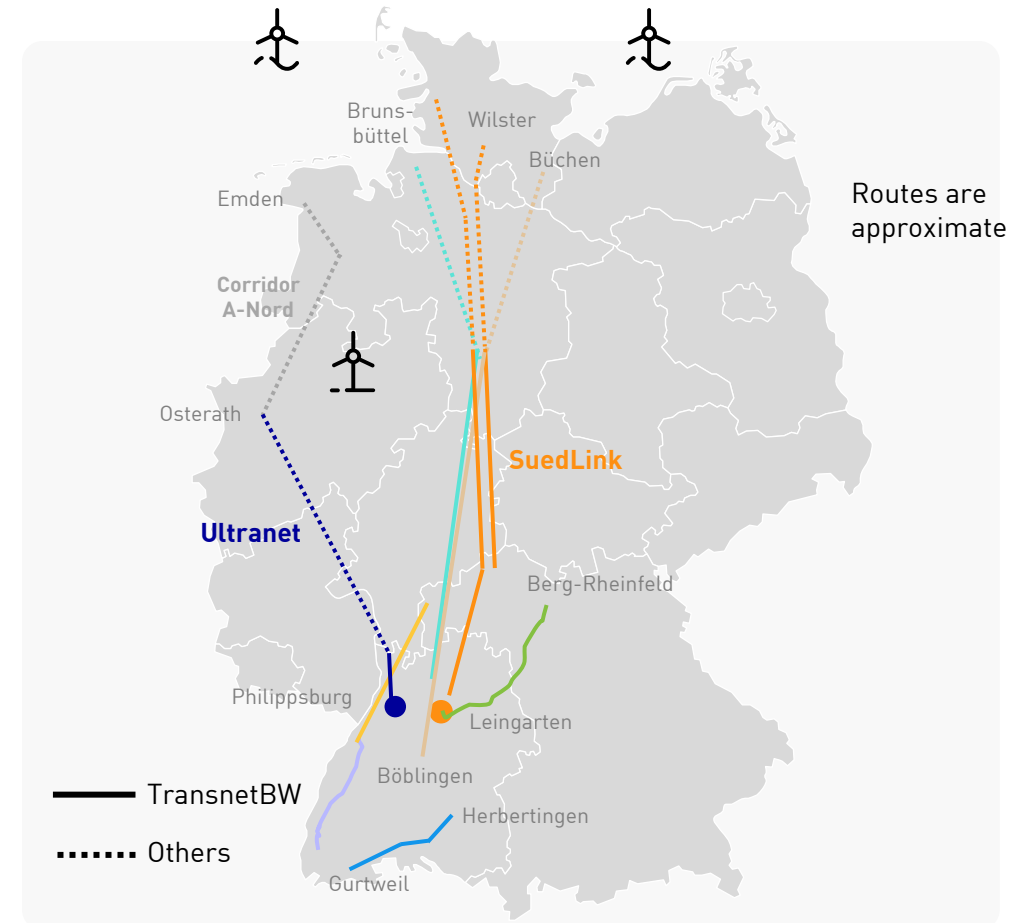 Bruns-
büttel
Wilster
Büchen
Emden
Routes are
approximate
Corridor
A-Nord
Osterath
SuedLink
Ultranet
Berg-Rheinfeld
Philippsburg
Leingarten
Böblingen
TransnetBW
Herbertingen
Others
Gurtweil